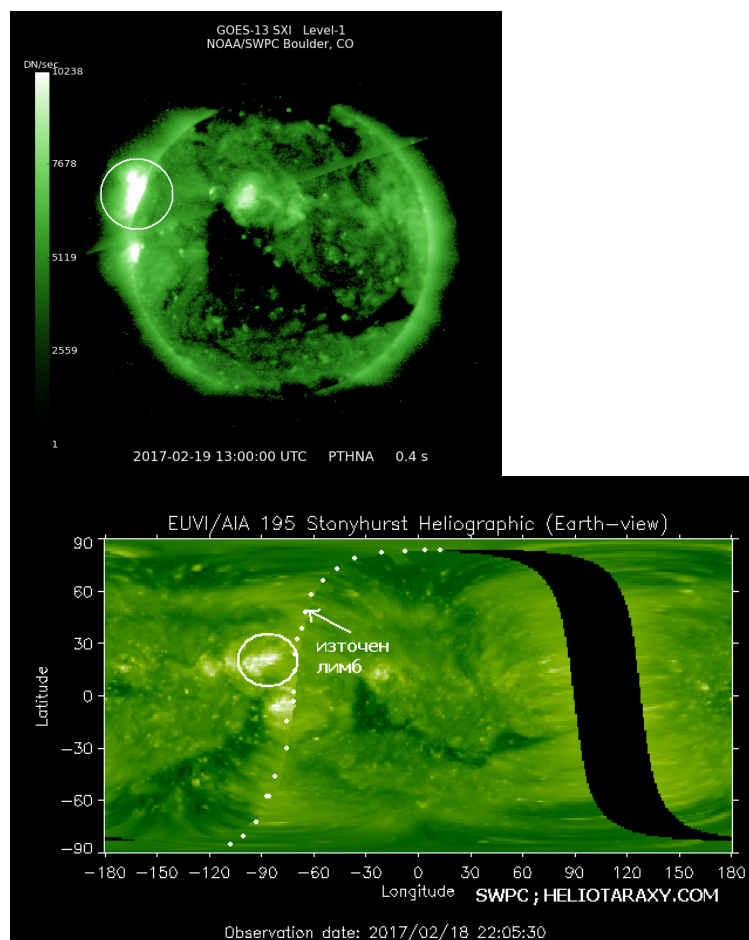 GOES-13 SXI   Level-1
NOAA/SWPC Boulder, CO
DN/sec
10238
7678
5119
2559
1
2017-02-19 13:00:00 UTC     PTHNA     0.4 s
EUVI/AIA 195 Stonyhurst Heliographic (Earth-view)
90
60
30
0
-30
-60
-90
Latitude
източен
лимб
-180 -150 -120 -90 -60 -30 0 30 60 90 120 150 180
Longitude
SWPC;HELIOTARAXY.COM
Observation date: 2017/02/18 22:05:30